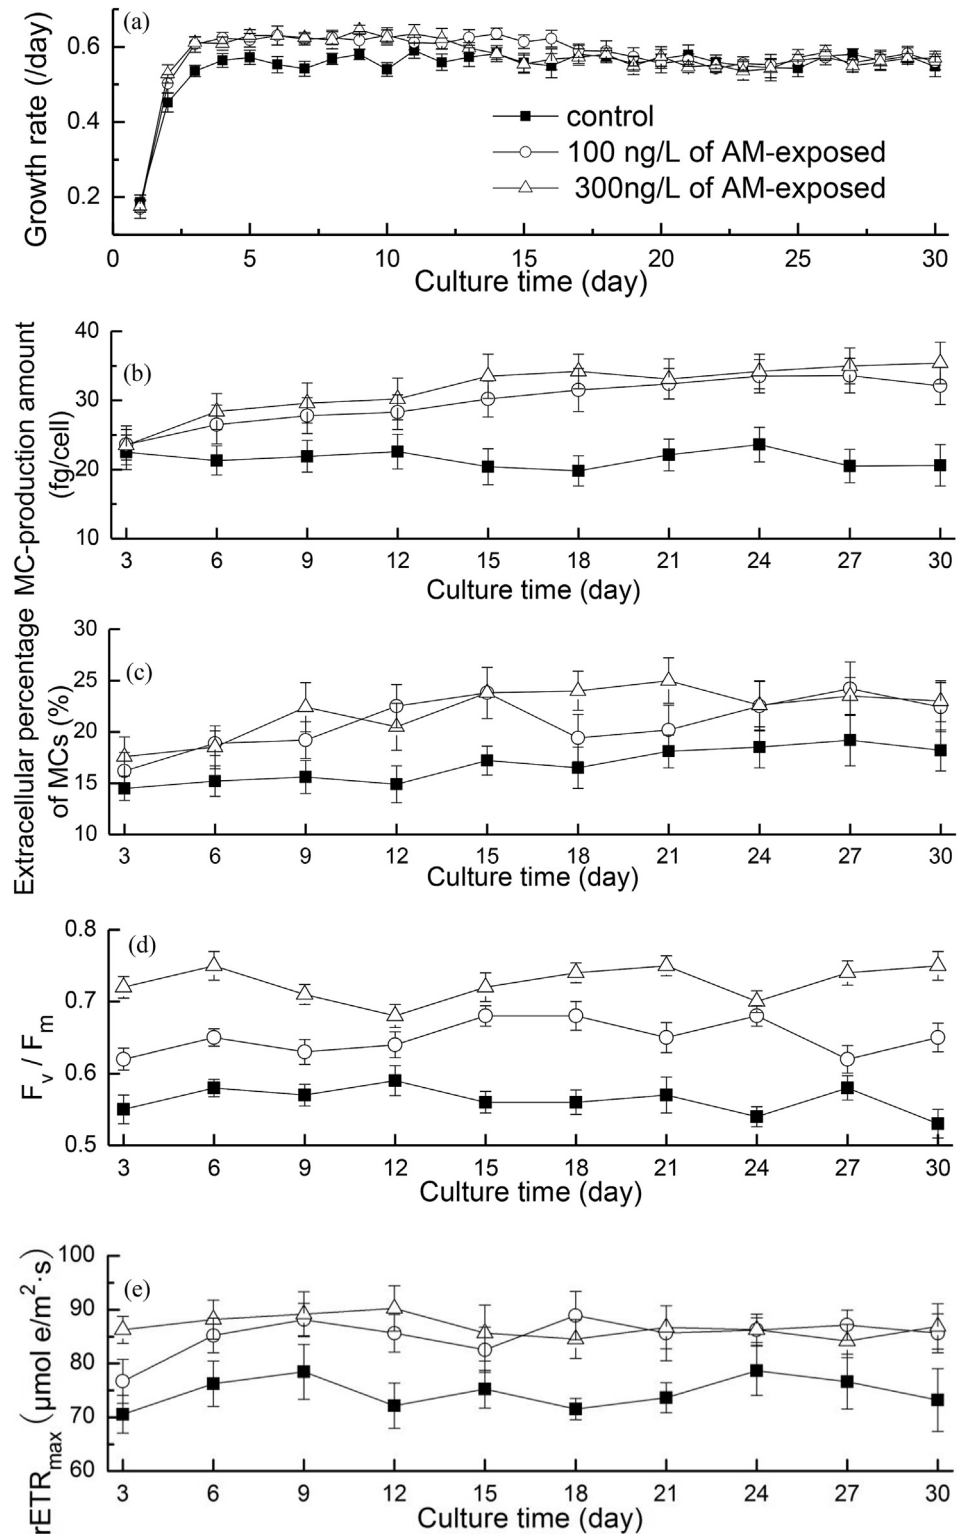 (a)
0.6
0.4
0.2
Growth rate (/day)
control
100 ng/L of AM-exposed
300ng/L of AM-exposed
0 5 10 15 20 25 30
Culture time (day)
(b)
40
30
20
10
MC-production amount
(fg/cell)
3 6 9 12 15 18 21 24 27 30
Culture time (day)
(c)
30
25
20
15
10
Extracellular percentage
of MCs (%)
3 6 9 12 15 18 21 24 27 30
Culture time (day)
(d)
0.8
0.7
0.6
0.5
Fv / Fm
3 6 9 12 15 18 21 24 27 30
Culture time (day)
(e)
100
90
80
70
60
rETRmax (μmol e/m²·s)
3 6 9 12 15 18 21 24 27 30
Culture time (day)